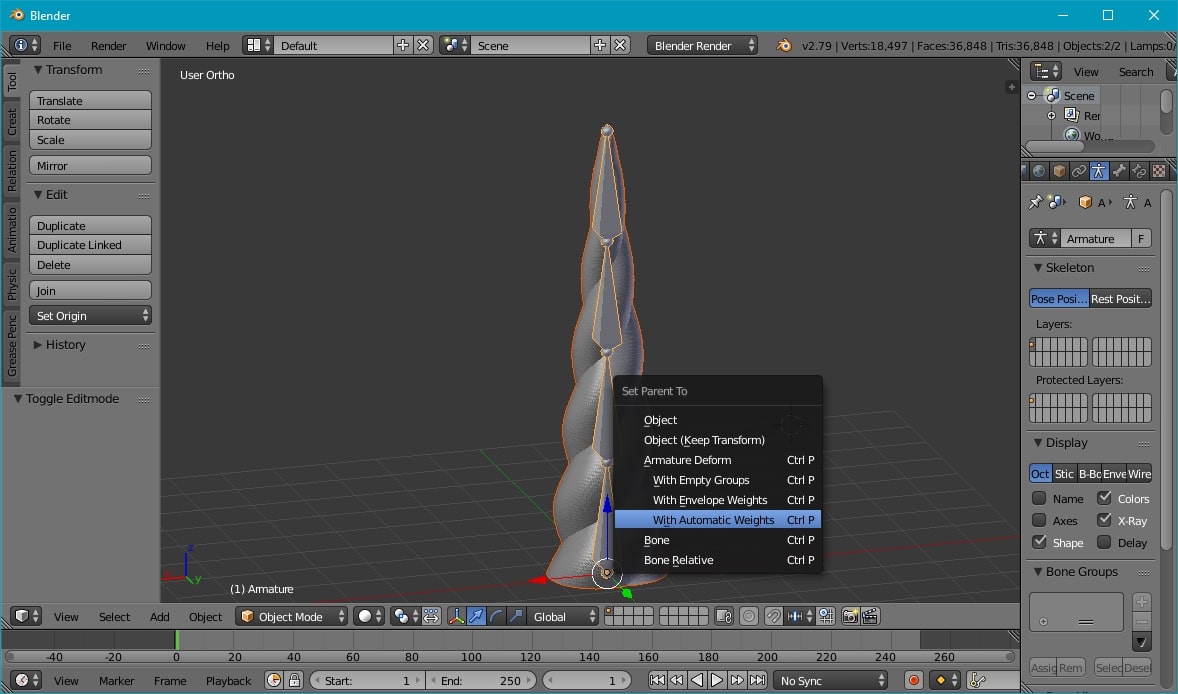 Blender
File Render Window Help Default Scene Blender Render v2.79 | Verts:18,497 | Faces:36,848 | Tris:36,848 | Objects:2/2 | Lamps:0/
Tool
Creat
Relation
Animatio
Physic
Grease Penc
Transform
Translate
Rotate
Scale
Mirror
Edit
Duplicate
Duplicate Linked
Delete
Join
Set Origin
History
Toggle Editmode
User Ortho
Set Parent To
Object
Object (Keep Transform)
Armature Deform Ctrl P
With Empty Groups Ctrl P
With Envelope Weights Ctrl P
With Automatic Weights Ctrl P
Bone Ctrl P
Bone Relative Ctrl P
z
y
(1) Armature
View Search
Scene
Rer
Wo...
A A
Armature F
Skeleton
Pose Posi... Rest Posit...
Layers:
Protected Layers:
Display
Oct Stic B-Bo Enve Wire
Name Colors
Axes X-Ray
Shape Delay
Bone Groups
Assig Rem Selec Desel
View Select Add Object Object Mode Global
-40 -20 0 20 40 60 80 100 120 140 160 180 200 220 240 260
View Marker Frame Playback Start: 1 End: 250 1 No Sync